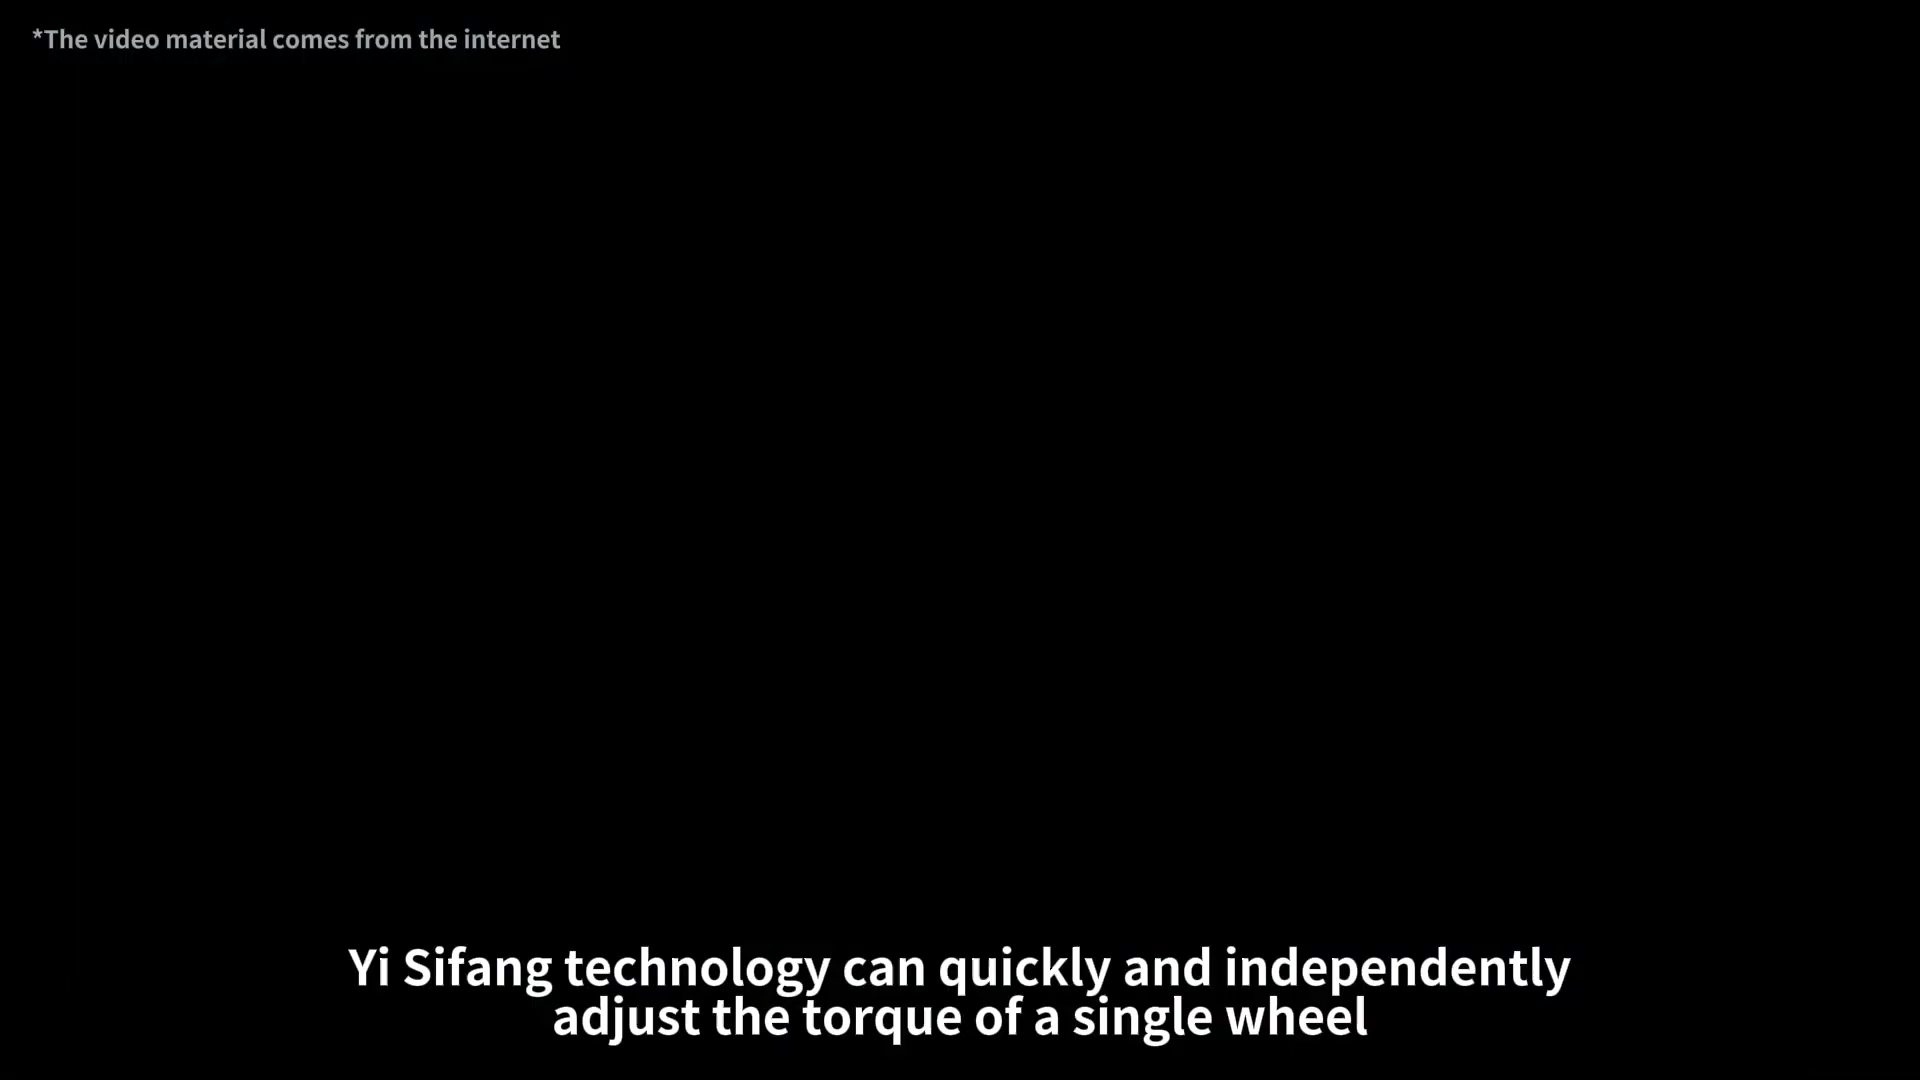 *The video material comes from the internet
Yi Sifang technology can quickly and independently
adjust the torque of a single wheel